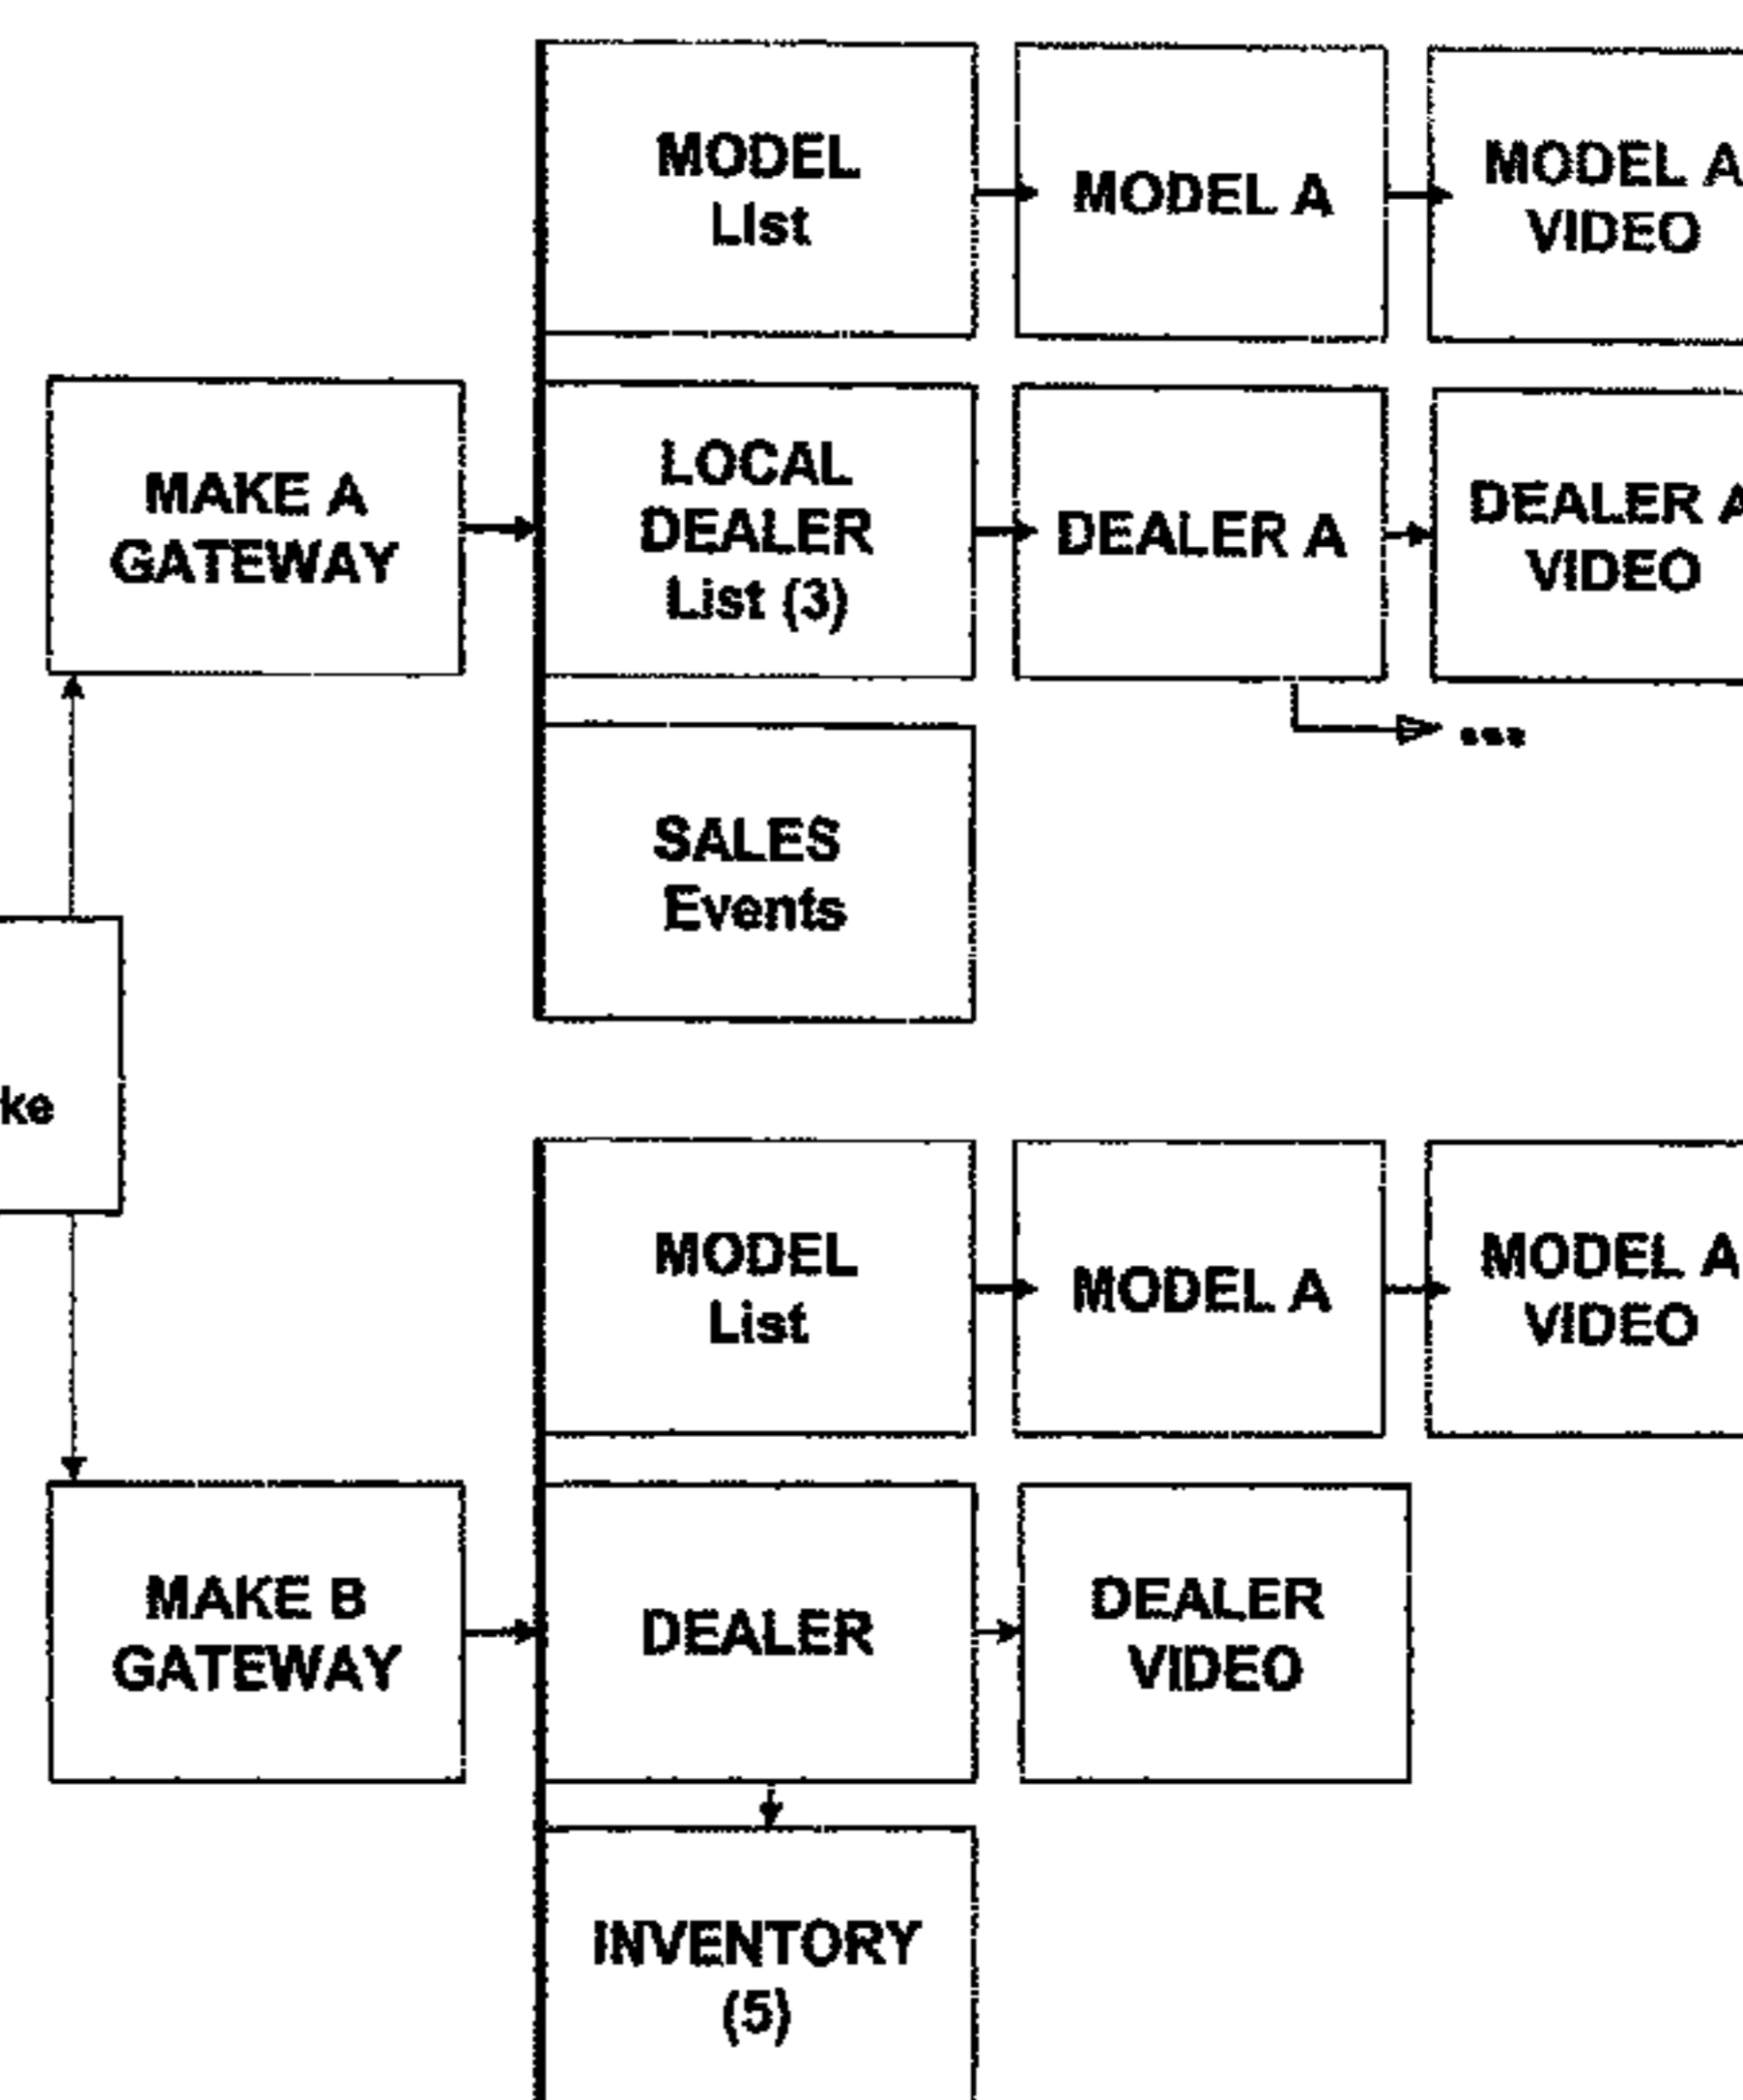 MODEL
List
MODEL A
MODEL A
VIDEO
MAKE A
GATEWAY
LOCAL
DEALER
List (3)
DEALER A
DEALER A
VIDEO
...
SALES
Events
ke
MODEL
List
MODEL A
MODEL A
VIDEO
MAKE B
GATEWAY
DEALER
DEALER
VIDEO
INVENTORY
(5)